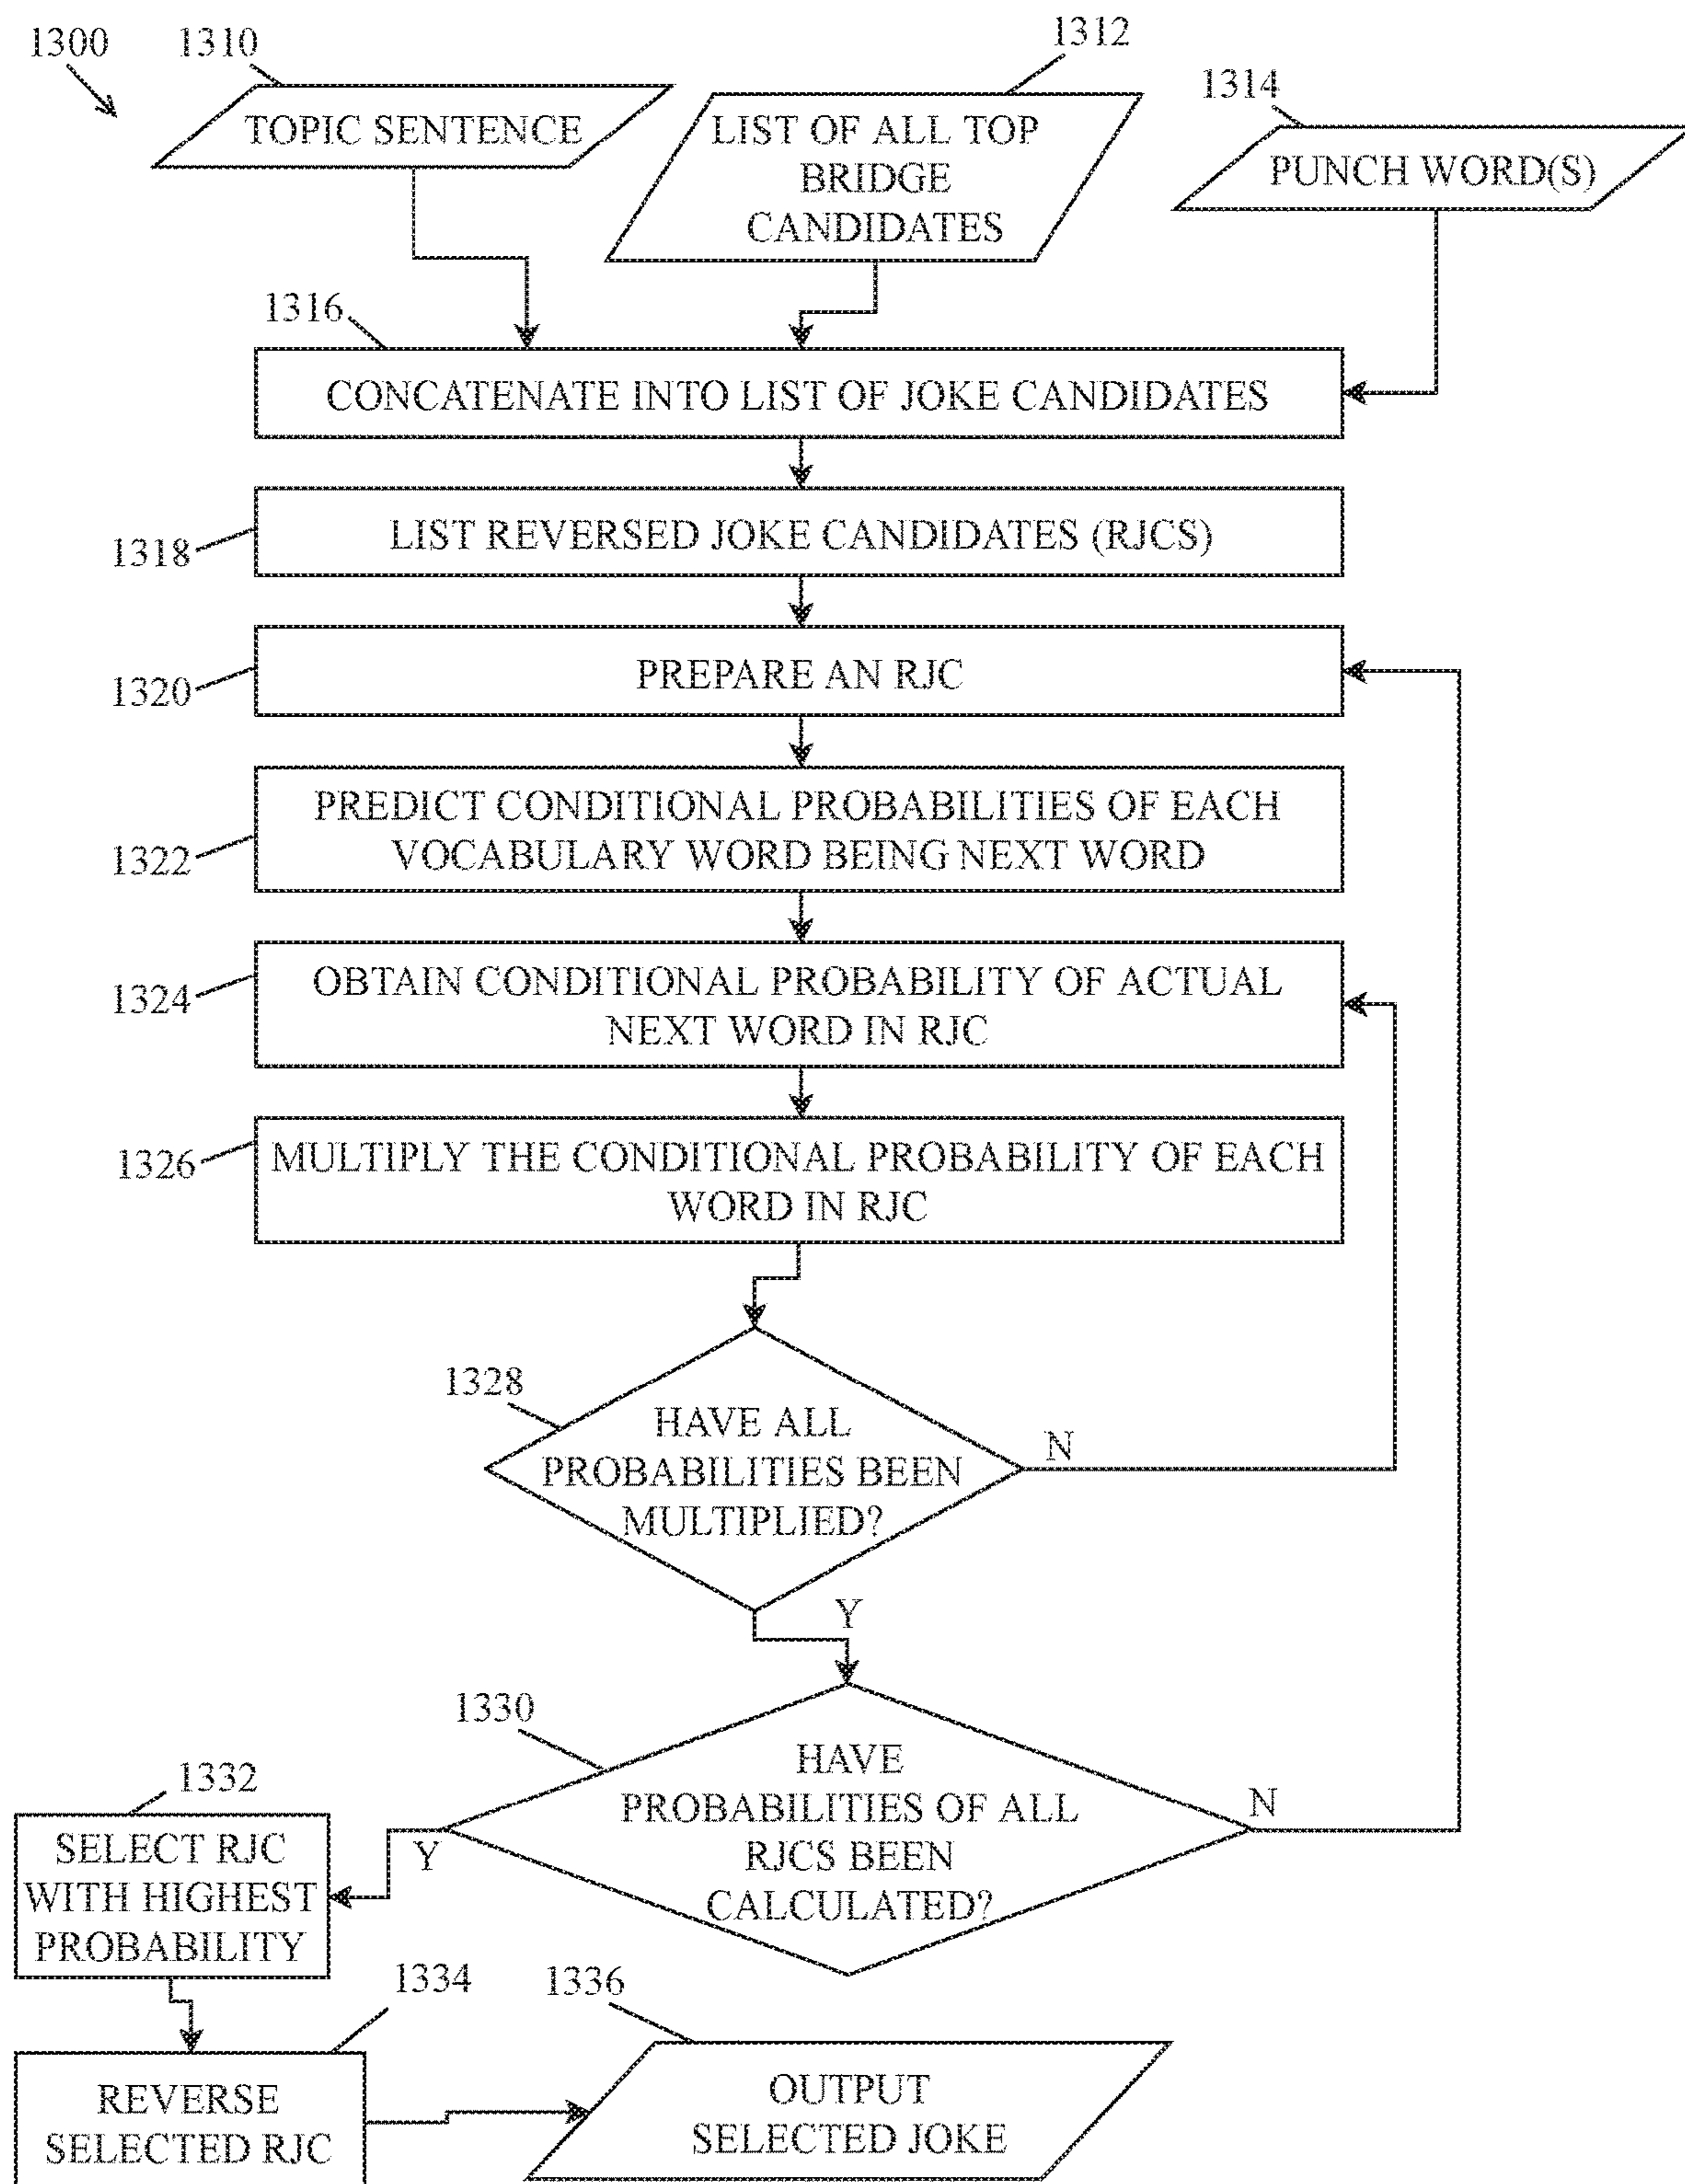 1300
1310
1312
1314
TOPIC SENTENCE
LIST OF ALL TOP
BRIDGE
CANDIDATES
PUNCH WORD(S)
1316
CONCATENATE INTO LIST OF JOKE CANDIDATES
1318
LIST REVERSED JOKE CANDIDATES (RJCS)
1320
PREPARE AN RJC
1322
PREDICT CONDITIONAL PROBABILITIES OF EACH
VOCABULARY WORD BEING NEXT WORD
1324
OBTAIN CONDITIONAL PROBABILITY OF ACTUAL
NEXT WORD IN RJC
1326
MULTIPLY THE CONDITIONAL PROBABILITY OF EACH
WORD IN RJC
1328
HAVE ALL
PROBABILITIES BEEN
MULTIPLIED?
N
Y
1330
HAVE
PROBABILITIES OF ALL
RJCS BEEN
CALCULATED?
N
Y
1332
SELECT RJC
WITH HIGHEST
PROBABILITY
1334
REVERSE
SELECTED RJC
1336
OUTPUT
SELECTED JOKE